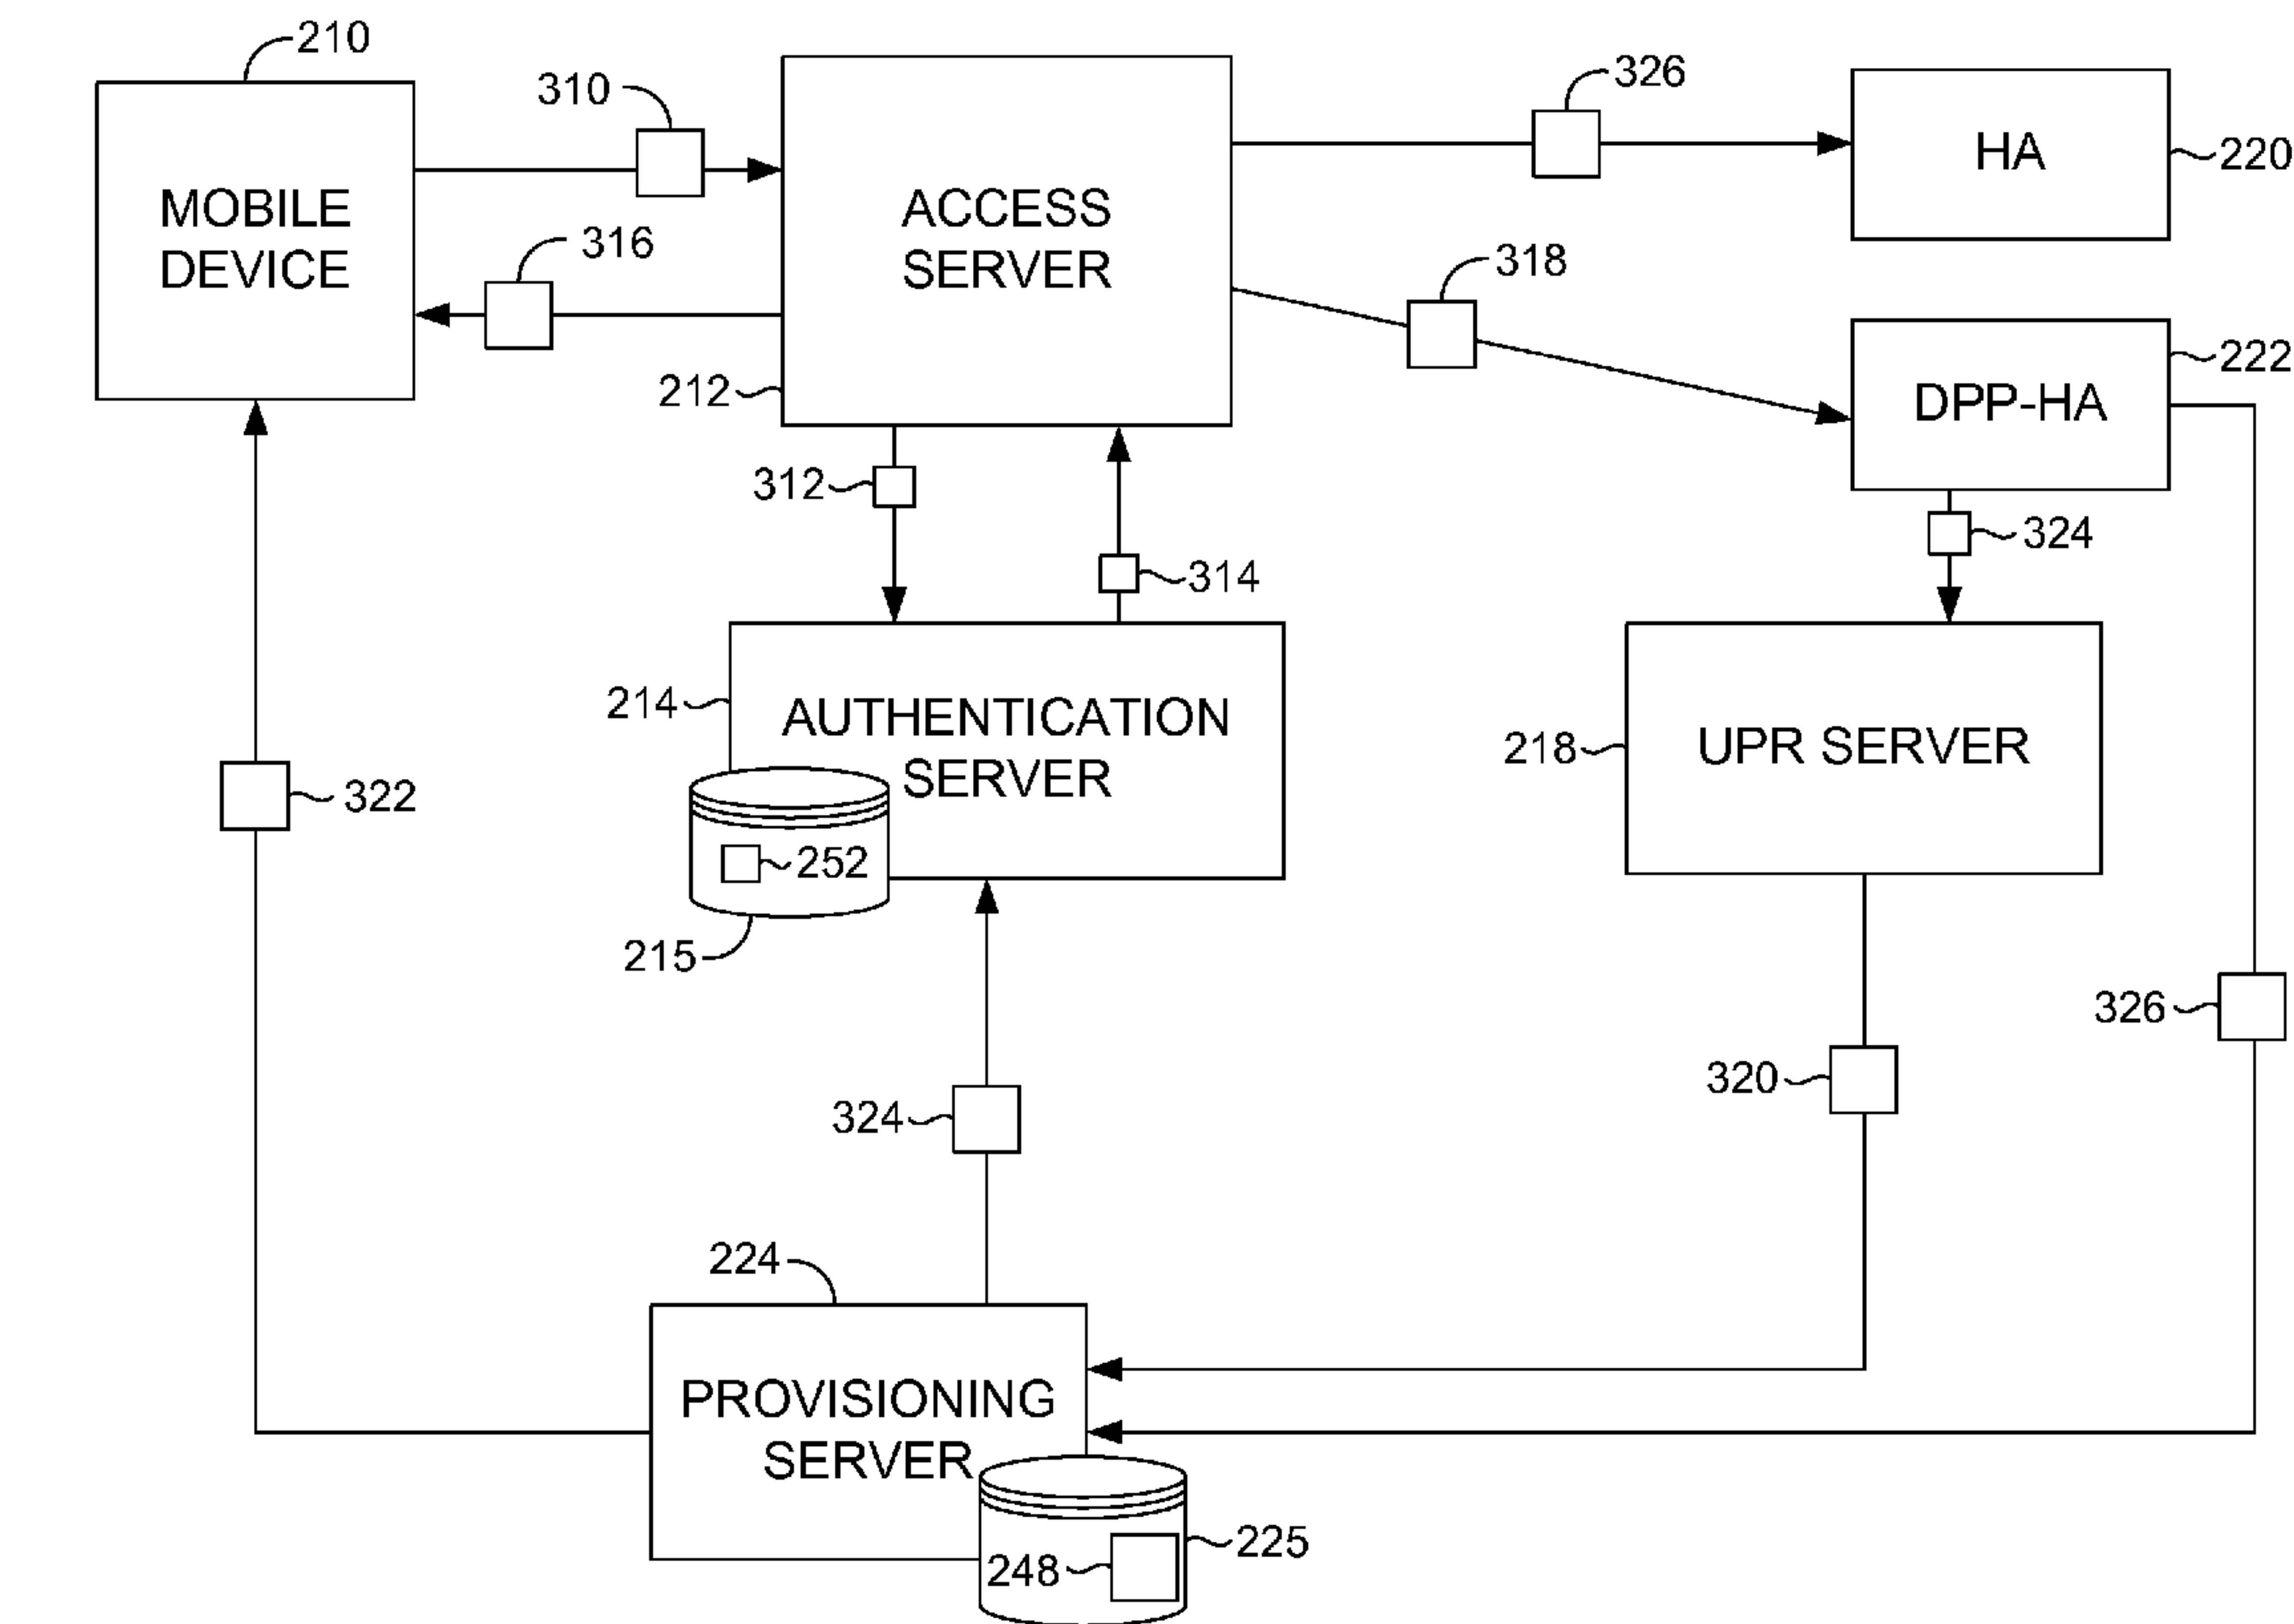 210
310
326
HA
220
MOBILE
DEVICE
ACCESS
SERVER
316
318
212
222
DPP-HA
312
314
324
214
AUTHENTICATION
SERVER
218
UPR SERVER
322
252
215
326
320
324
224
PROVISIONING
SERVER
225
248